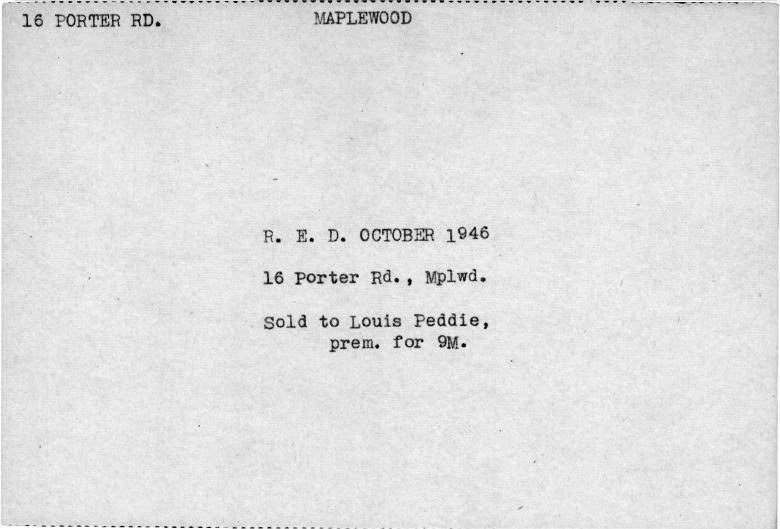 16 PORTER RD. MAPLEWOOD
R. E. D. OCTOBER 1946
16 Porter Rd., Mplwd.
Sold to Louis Peddie,
prem. for 9M.